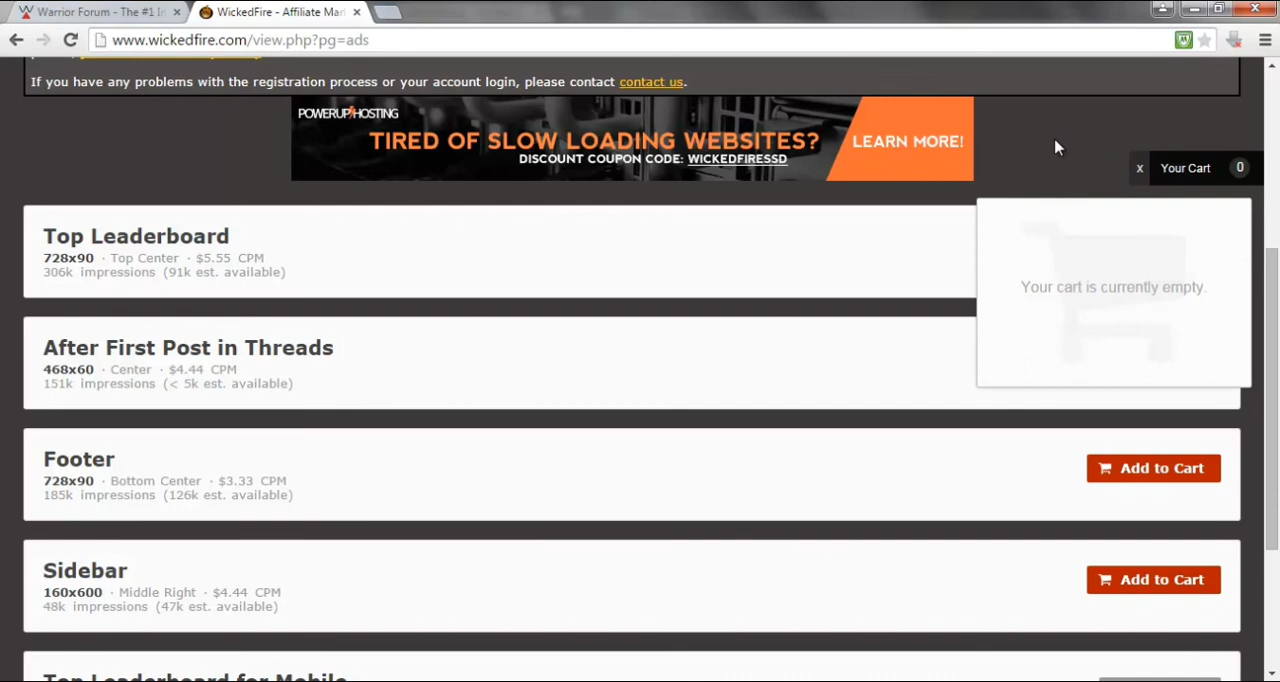 Warrior Forum - The #1 In
WickedFire - Affiliate Mar
www.wickedfire.com/view.php?pg=ads
If you have any problems with the registration process or your account login, please contact contact us.
POWERUPHOSTING
TIRED OF SLOW LOADING WEBSITES?
DISCOUNT COUPON CODE: WICKEDFIRESSD
LEARN MORE!
x Your Cart 0
Your cart is currently empty.
Top Leaderboard
728x90 · Top Center · $5.55 CPM
306k impressions (91k est. available)
After First Post in Threads
468x60 · Center · $4.44 CPM
151k impressions (< 5k est. available)
Footer
728x90 · Bottom Center · $3.33 CPM
185k impressions (126k est. available)
Add to Cart
Sidebar
160x600 · Middle Right · $4.44 CPM
48k impressions (47k est. available)
Add to Cart
Top Leaderboard for Mobile